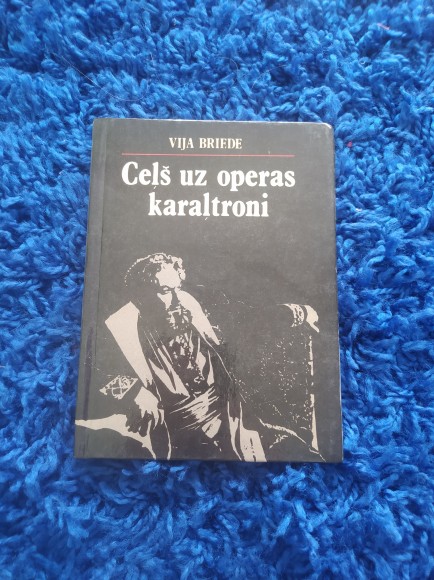 VIJA BRIEDE
Ceļš uz operas
karaļtroni